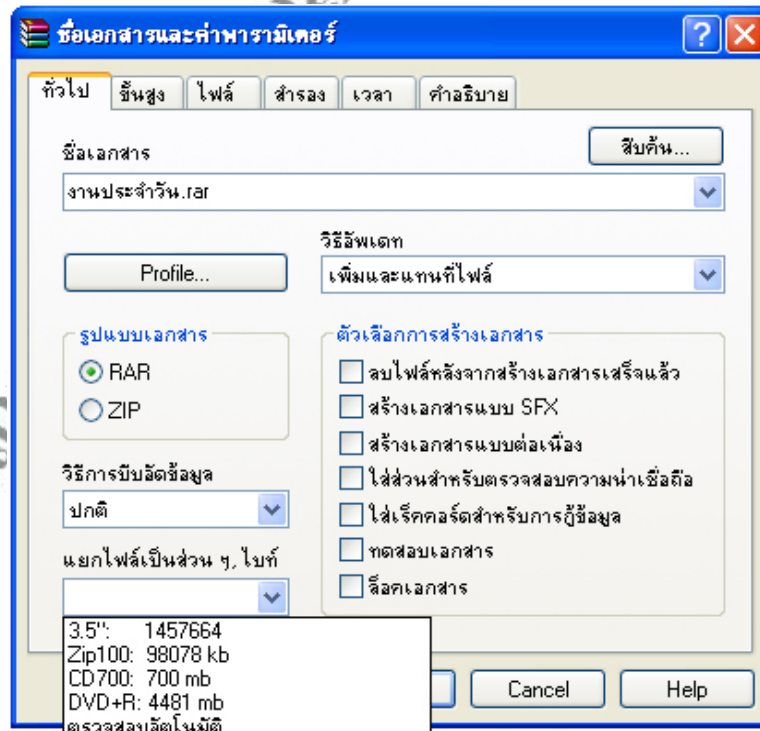 ชื่อเอกสารและค่าพารามิเตอร์
ทั่วไป ขั้นสูง ไฟล์ สำรอง เวลา คำอธิบาย
ชื่อเอกสาร
สืบค้น...
งานประจำวัน.rar
วิธีอัพเดท
Profile...
เพิ่มและแทนที่ไฟล์
รูปแบบเอกสาร
RAR
ZIP
ตัวเลือกการสร้างเอกสาร
ลบไฟล์หลังจากสร้างเอกสารเสร็จแล้ว
สร้างเอกสารแบบ SFX
สร้างเอกสารแบบต่อเนื่อง
ใส่ส่วนสำหรับตรวจสอบความน่าเชื่อถือ
ใส่เร็คคอร์ดสำหรับการกู้ข้อมูล
ทดสอบเอกสาร
ล็อคเอกสาร
วิธีการบีบอัดข้อมูล
ปกติ
แยกไฟล์เป็นส่วน ๆ, ไบท์
3.5": 1457664
Zip100: 98078 kb
CD700: 700 mb
DVD+R: 4481 mb
ตรวจสอบอัตโนมัติ
Cancel
Help